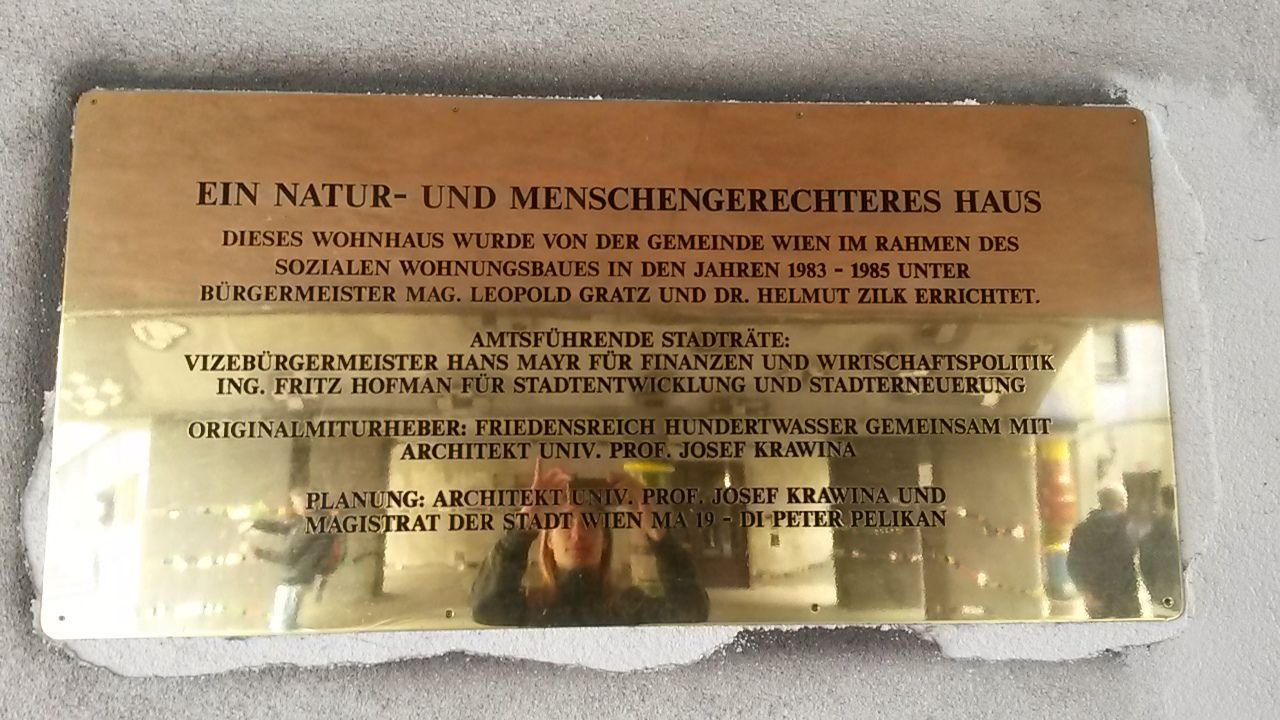 EIN NATUR- UND MENSCHENGERECHTERES HAUS
DIESES WOHNHAUS WURDE VON DER GEMEINDE WIEN IM RAHMEN DES
SOZIALEN WOHNUNGSBAUES IN DEN JAHREN 1983 - 1985 UNTER
BÜRGERMEISTER MAG. LEOPOLD GRATZ UND DR. HELMUT ZILK ERRICHTET.
AMTSFÜHRENDE STADTRÄTE:
VIZEBÜRGERMEISTER HANS MAYR FÜR FINANZEN UND WIRTSCHAFTSPOLITIK
ING. FRITZ HOFMAN FÜR STADTENTWICKLUNG UND STADTERNEUERUNG
ORIGINALMITURHEBER: FRIEDENSREICH HUNDERTWASSER GEMEINSAM MIT
ARCHITEKT UNIV. PROF. JOSEF KRAWINA
PLANUNG: ARCHITEKT UNIV. PROF. JOSEF KRAWINA UND
MAGISTRAT DER STADT WIEN MA 19 - DI PETER PELIKAN